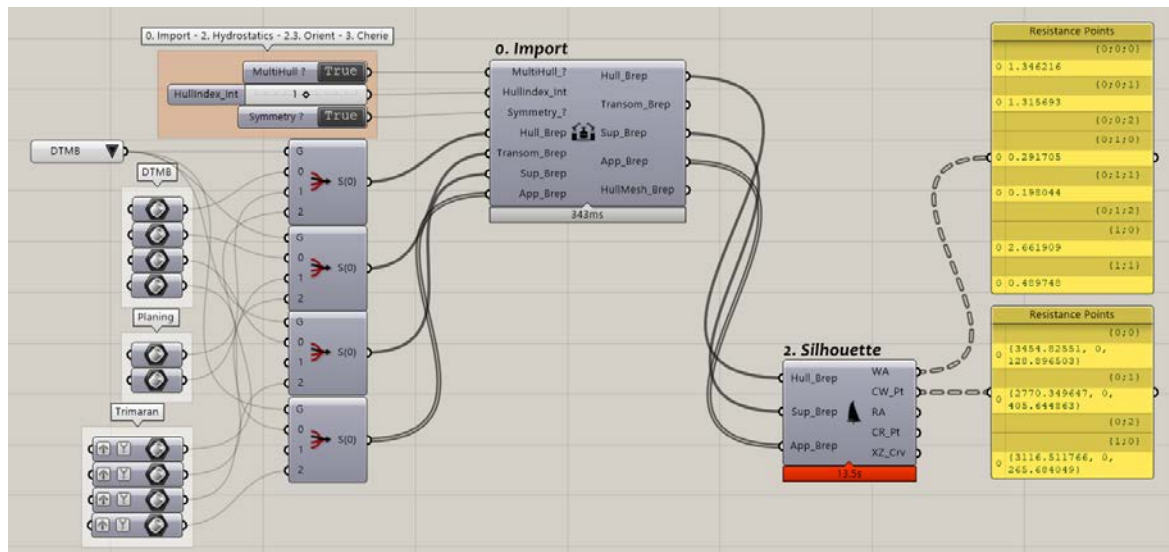 0. Import - 2. Hydrostatics - 2.3. Orient - 3. Cherie
MultiHull ? True
HullIndex_Int 1
Symmetry ? True
DTMB
DTMB
Planing
Trimaran
G
0
1
2
S(0)
G
0
1
2
S(0)
G
0
1
2
S(0)
G
0
1
2
S(0)
0. Import
MultiHull_?
HullIndex_Int
Symmetry_?
Hull_Brep
Transom_Brep
Sup_Brep
App_Brep
Hull_Brep
Transom_Brep
Sup_Brep
App_Brep
HullMesh_Brep
343ms
2. Silhouette
Hull_Brep
Sup_Brep
App_Brep
WA
CW_Pt
RA
CR_Pt
XZ_Crv
13.5s
Resistance Points
{0;0;0}
0 1.346216
{0;0;1}
0 1.315693
{0;0;2}
{0;1;0}
0 0.291705
{0;1;1}
0 0.198044
{0;1;2}
{1;0}
0 2.661909
{1;1}
0 0.489748
Resistance Points
{0;0}
0 {3454.82551, 0,
128.896503}
{0;1}
0 {2770.349647, 0,
405.644863}
{0;2}
{1;0}
0 {3116.511766, 0,
265.684049}